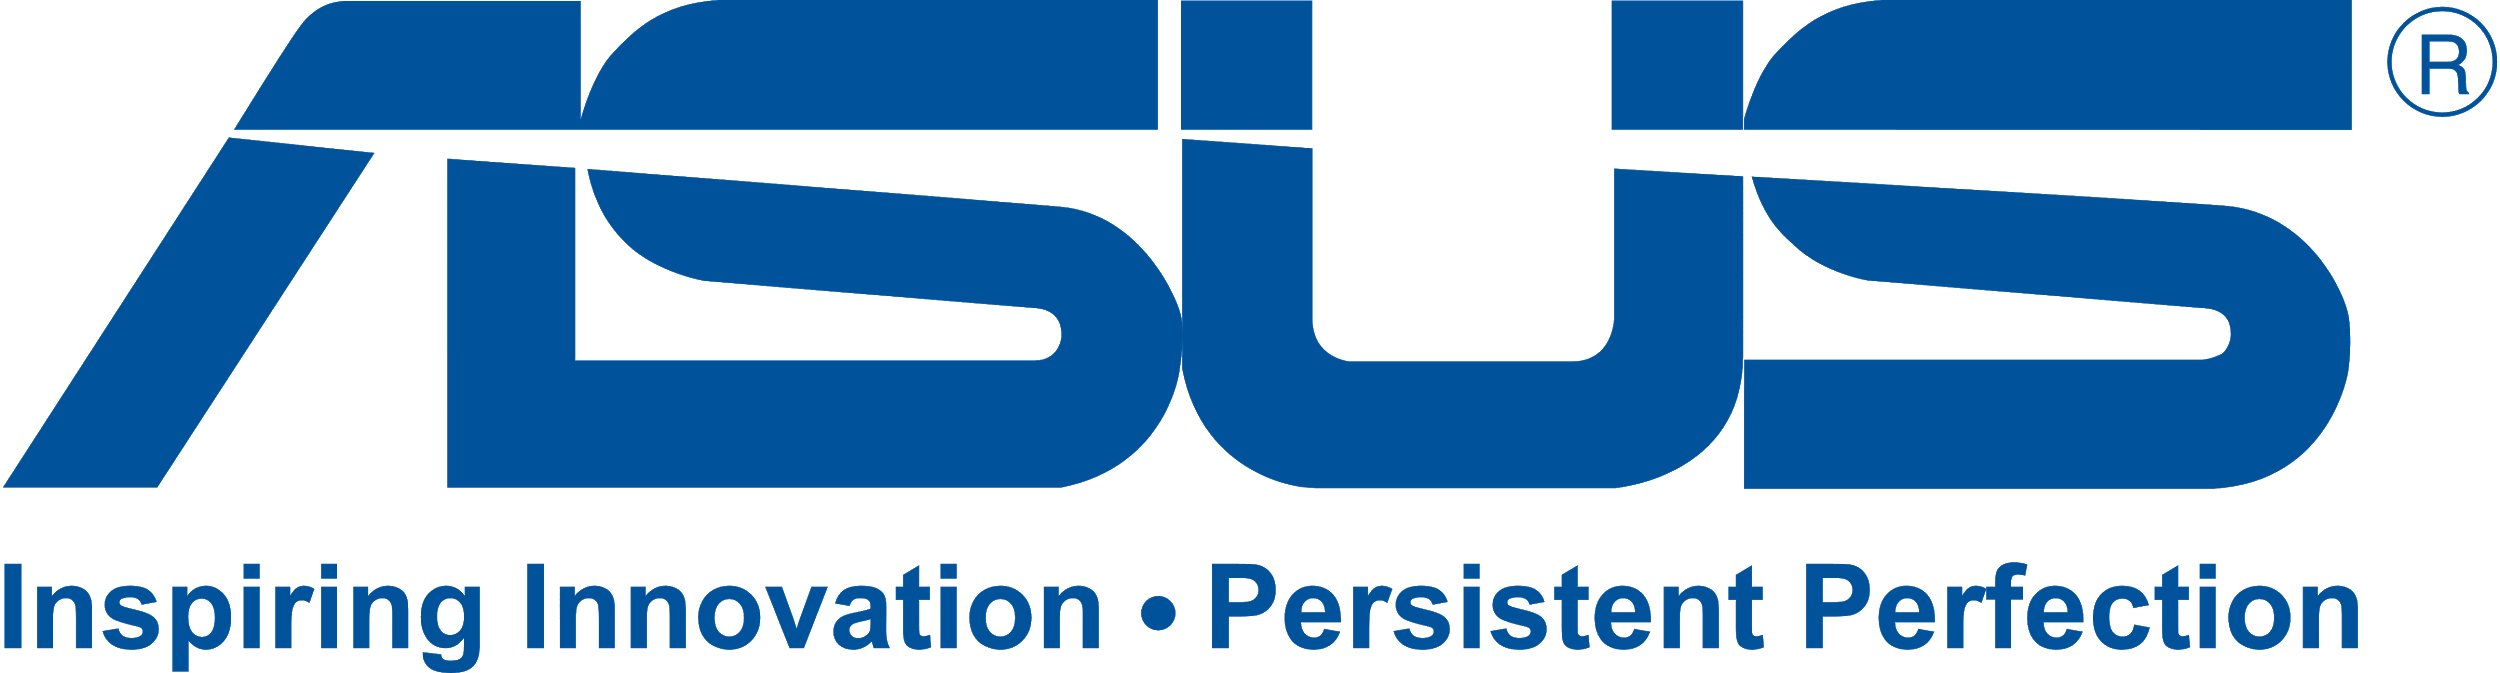 ASUS ®
Inspiring Innovation • Persistent Perfection